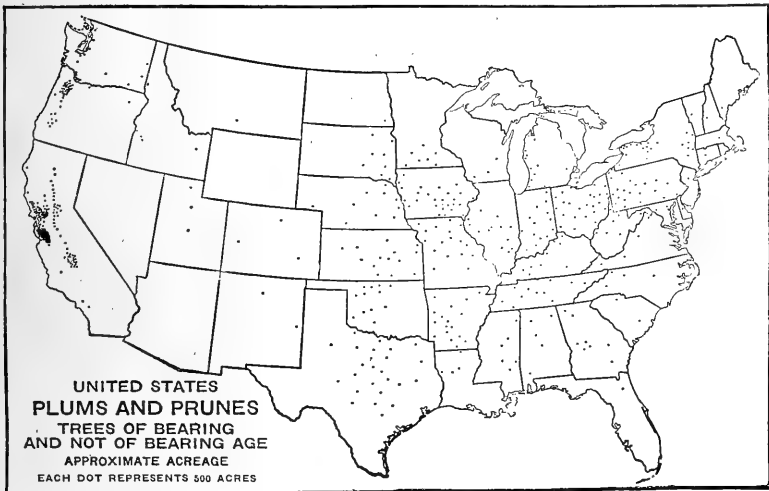 UNITED STATES
PLUMS AND PRUNES
TREES OF BEARING
AND NOT OF BEARING AGE
APPROXIMATE ACREAGE
EACH DOT REPRESENTS 500 ACRES